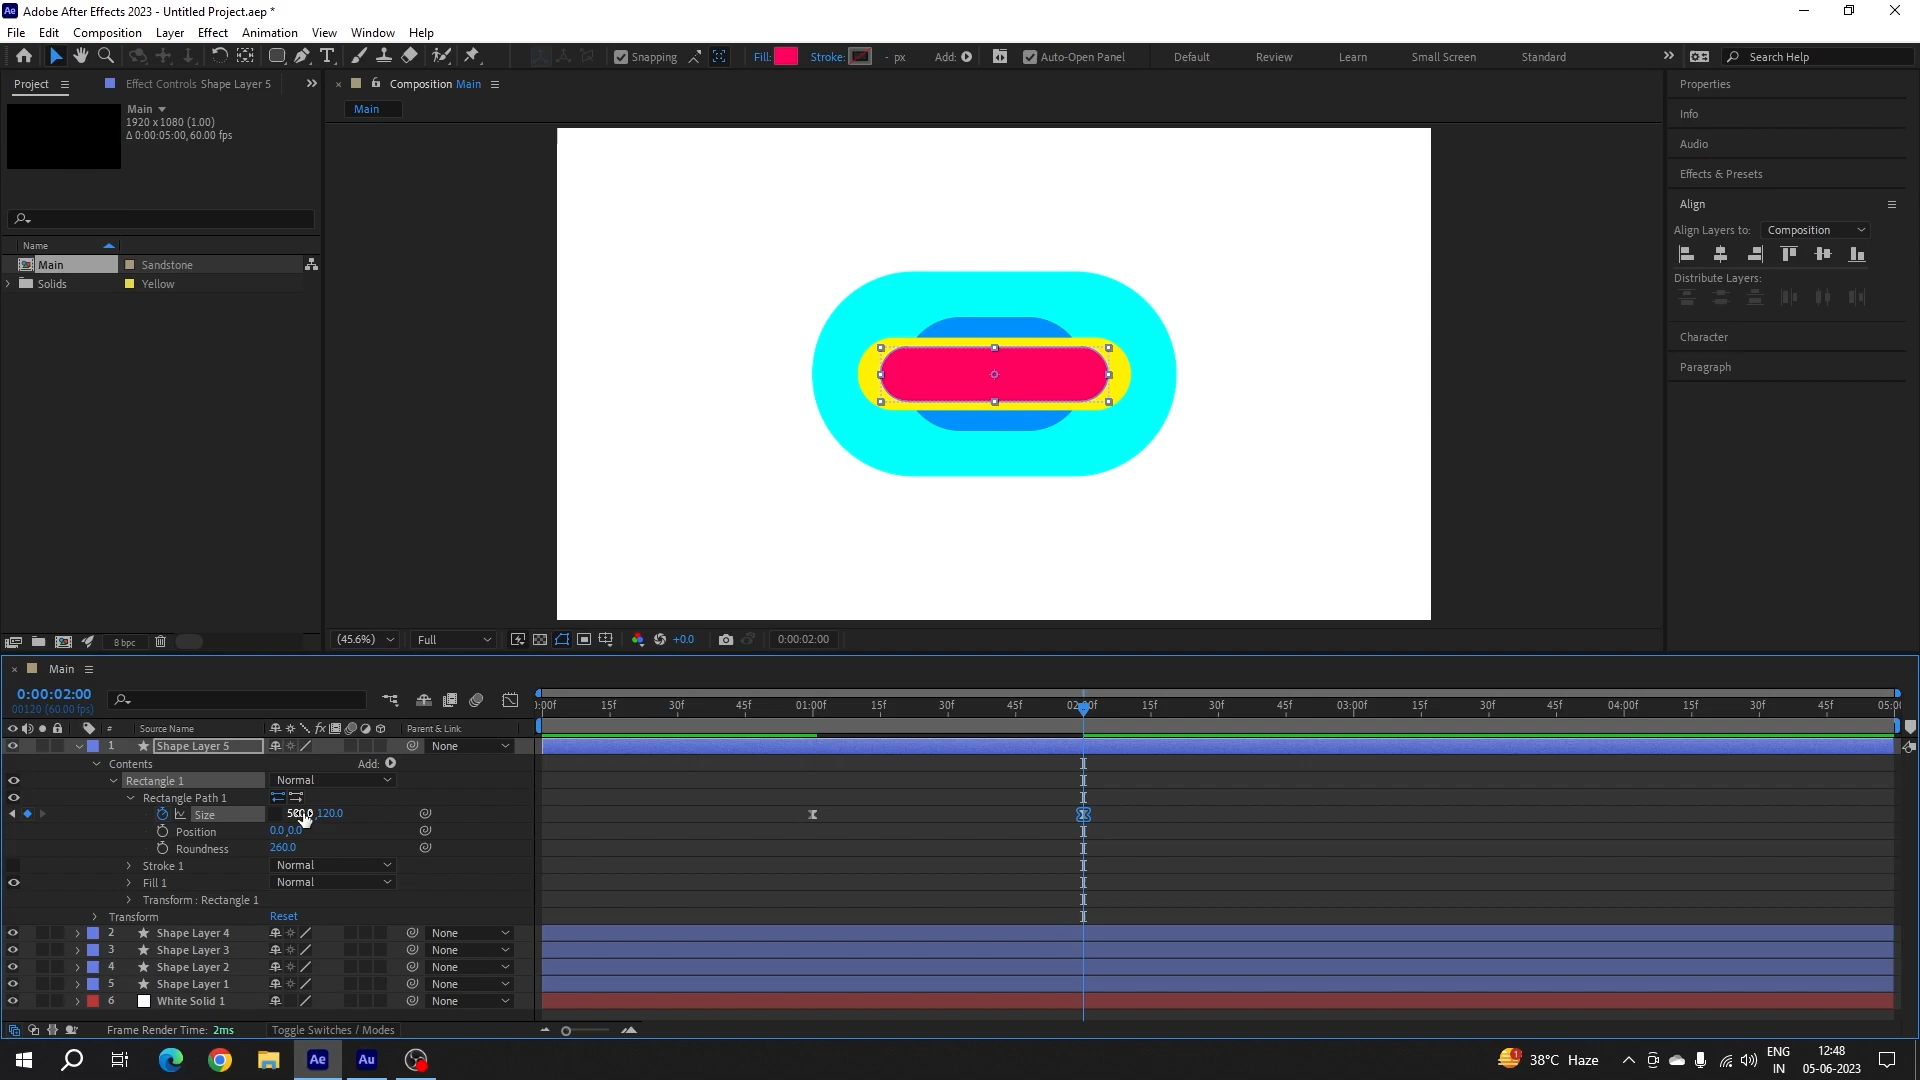 Adobe After Effects 2023 - Untitled Project.aep *
File Edit Composition Layer Effect Animation View Window Help
Snapping Fill: Stroke: - px Add: Auto-Open Panel Default Review Learn Small Screen Standard Search Help
Project Effect Controls Shape Layer 5
Composition Main
Main
Main
1920 x 1080 (1.00)
Δ 0:00:05:00, 60.00 fps
Name
Main Sandstone
Solids Yellow
Properties
Info
Audio
Effects & Presets
Align
Align Layers to: Composition
Distribute Layers:
Character
Paragraph
8 bpc
(45.6%) Full +0.0 0:00:02:00
Main
0:00:02:00
00120 (60.00 fps)
):00f 15f 30f 45f 01:00f 15f 30f 45f 02:00f 15f 30f 45f 03:00f 15f 30f 45f 04:00f 15f 30f 45f 05:00
# Source Name fx Parent & Link
1 Shape Layer 5 None
Contents Add:
Rectangle 1 Normal
Rectangle Path 1
Size 500.0,120.0
Position 0.0,0.0
Roundness 260.0
Stroke 1 Normal
Fill 1 Normal
Transform : Rectangle 1
Transform Reset
2 Shape Layer 4 None
3 Shape Layer 3 None
4 Shape Layer 2 None
5 Shape Layer 1 None
6 White Solid 1 None
Frame Render Time: 2ms Toggle Switches / Modes
Ae Au 1 38°C Haze ENG IN 12:48 05-06-2023